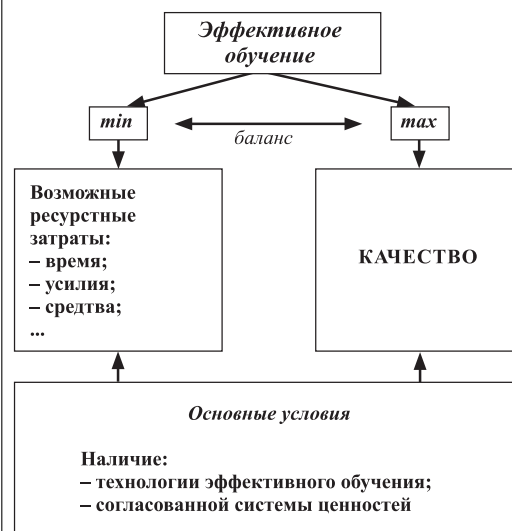 Эффективное
обучение
min
max
баланс
Возможные
ресурстные
затраты:
– время;
– усилия;
– средтва;
...
КАЧЕСТВО
Основные условия
Наличие:
– технологии эффективного обучения;
– согласованной системы ценностей